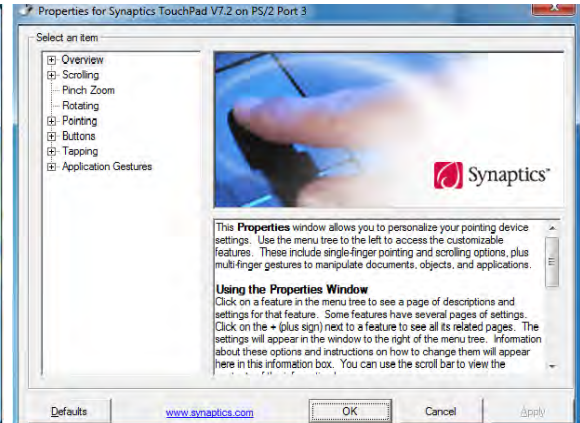 Properties for Synaptics TouchPad V7.2 on PS/2 Port 3
Select an item
Overview
Scrolling
Pinch Zoom
Rotating
Pointing
Buttons
Tapping
Application Gestures
Synaptics™
This Properties window allows you to personalize your pointing device
settings. Use the menu tree to the left to access the customizable
features. These include single-finger pointing and scrolling options, plus
multi-finger gestures to manipulate documents, objects, and applications.
Using the Properties Window
Click on a feature in the menu tree to see a page of descriptions and
settings for that feature. Some features have several pages of settings.
Click on the + (plus sign) next to a feature to see all its related pages. The
settings will appear in the window to the right of the menu tree. Information
about these options and instructions on how to change them will appear
here in this information box. You can use the scroll bar to view the
Defaults
www.synaptics.com
OK
Cancel
Apply